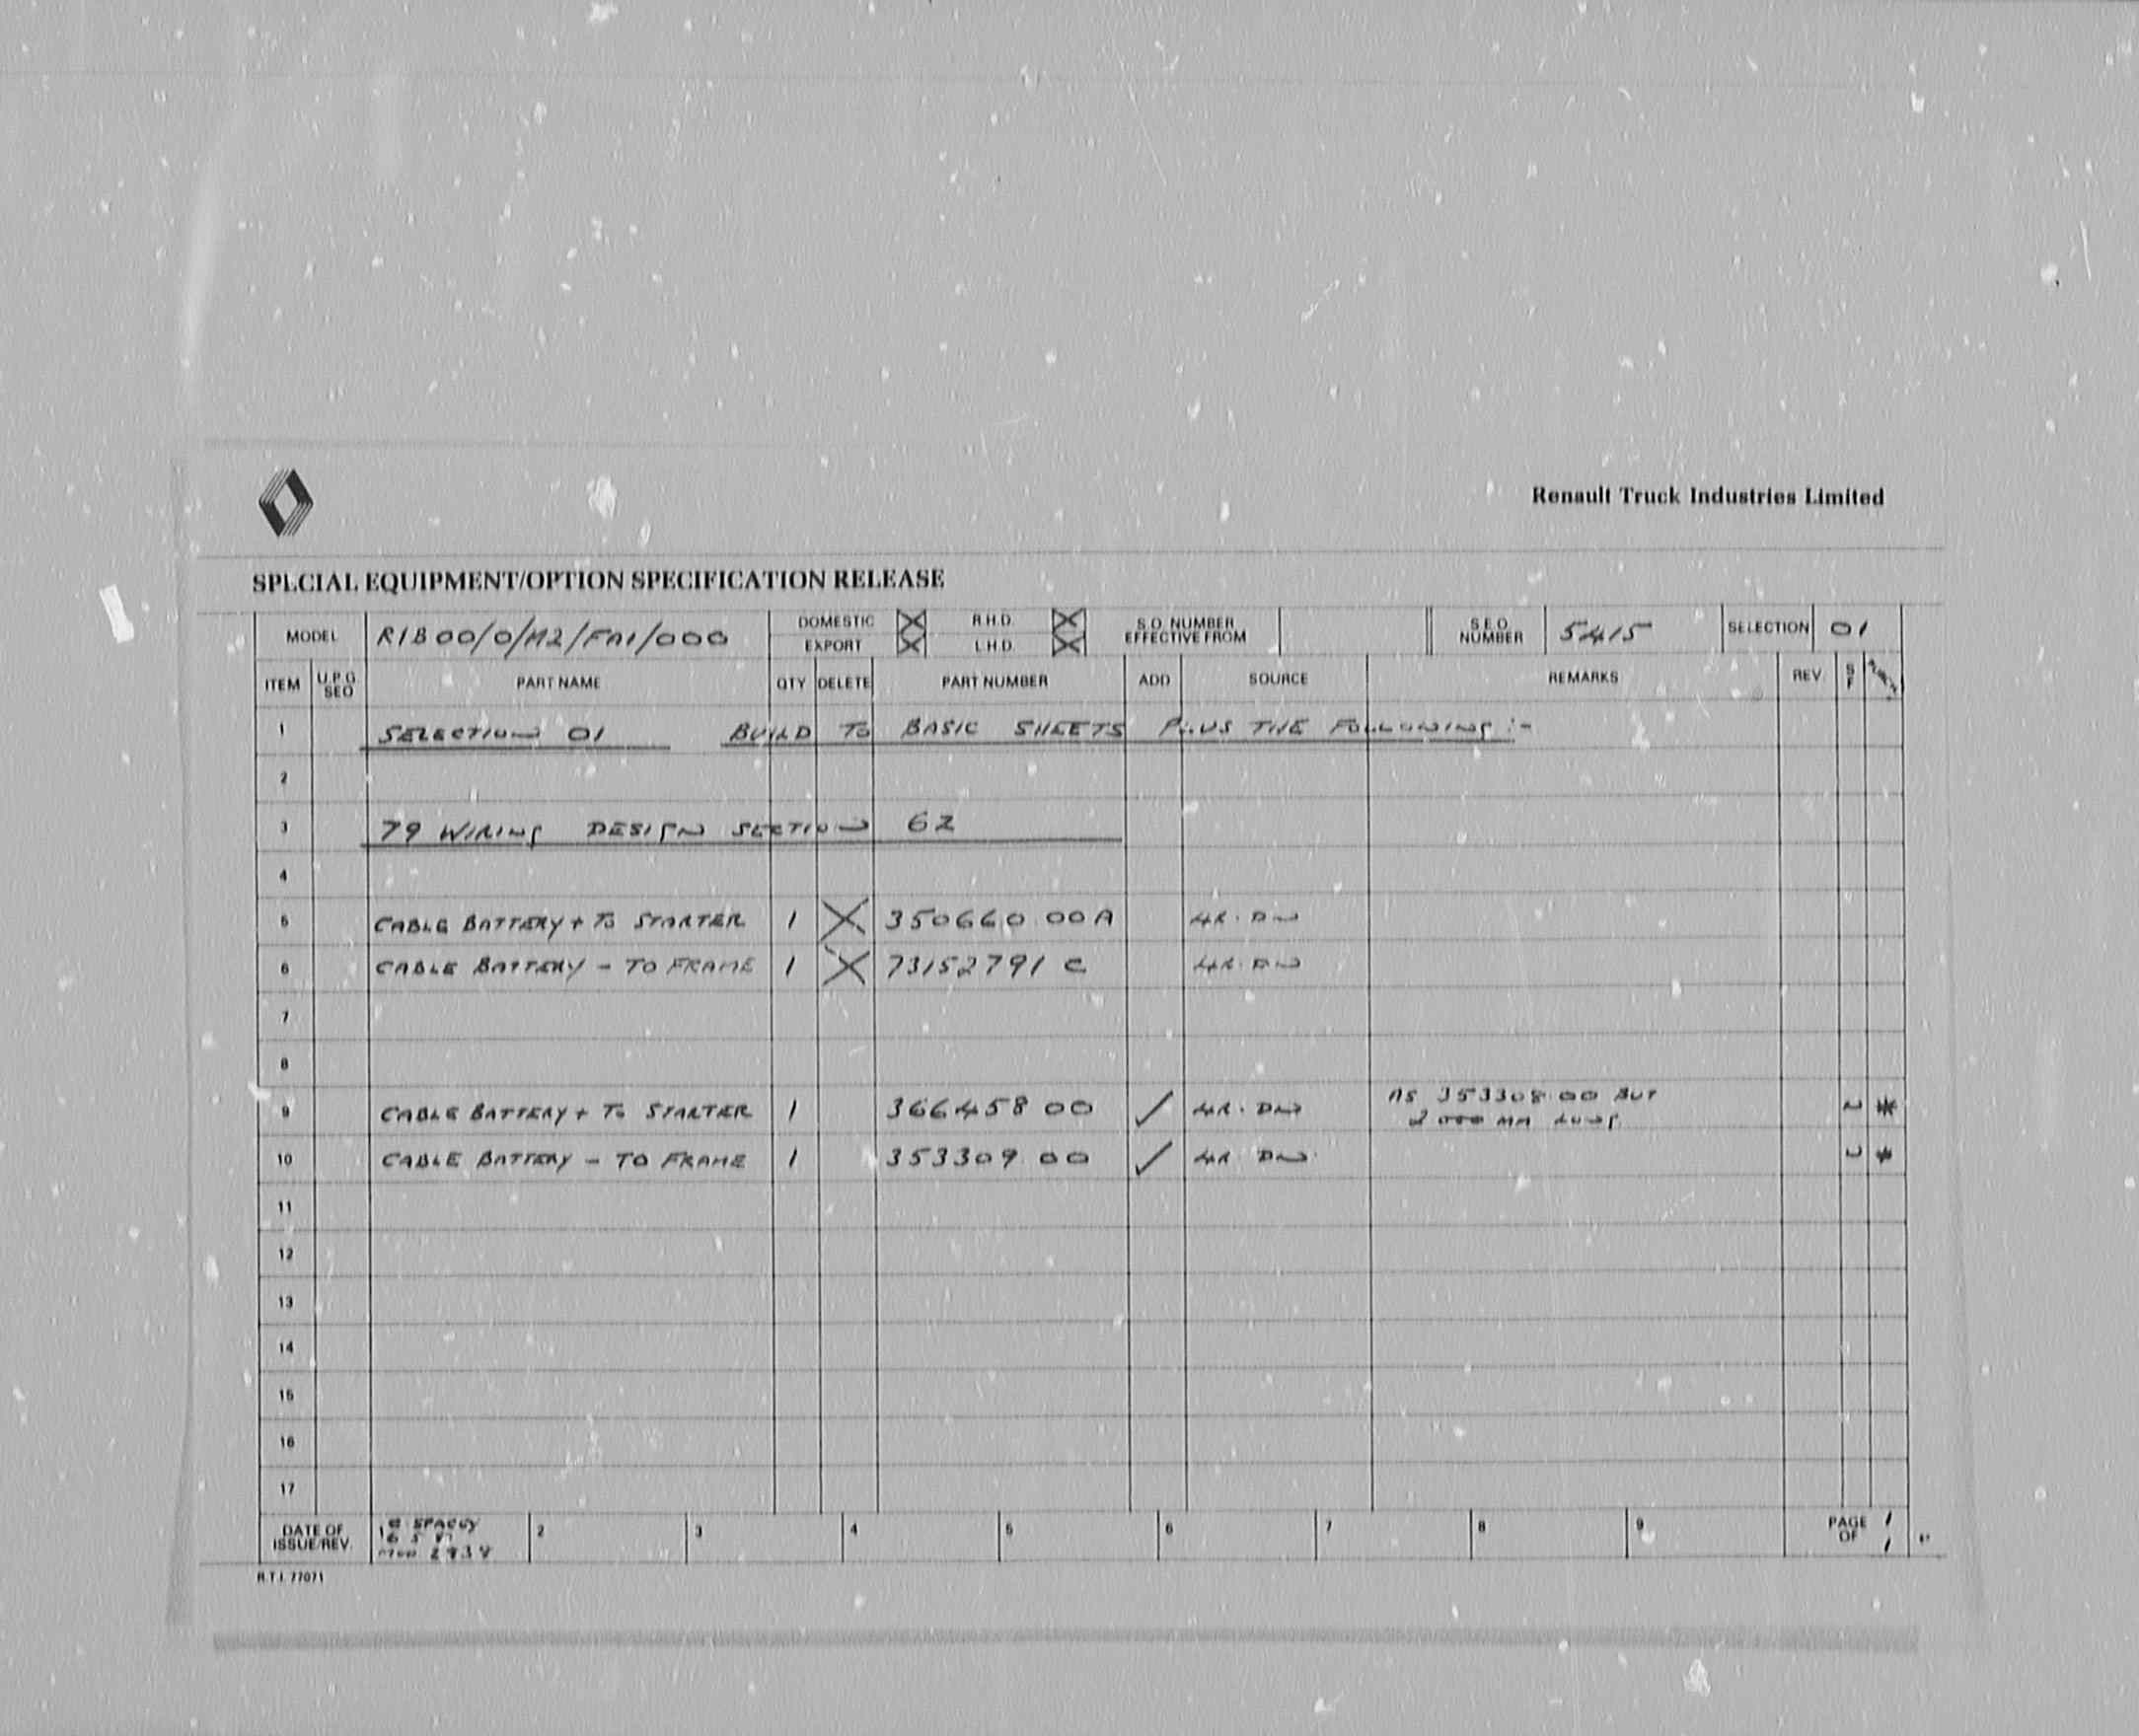 Renault Truck Industries Limited
SPECIAL EQUIPMENT/OPTION SPECIFICATION RELEASE
MODEL R1B00/0/M2/FA1/000 DOMESTIC X R.H.D. X S.O. NUMBER EFFECTIVE FROM S.E.O. NUMBER 5415 SELECTION 01
EXPORT X L.H.D. X
ITEM U.P.G SEO PART NAME QTY DELETE PART NUMBER ADD SOURCE REMARKS REV. S F
1 SELECTION 01 BUILD TO BASIC SHEETS PLUS THE FOLLOWING :-
2
3 79 WIRING DESIGN SECTION 62
4
5 CABLE BATTERY + TO STARTER 1 X 350660 00A
6 CABLE BATTERY - TO FRAME 1 X 73152791 C
7
8
9 CABLE BATTERY + TO STARTER 1 366458 00 ✓ AS 353308 00 BUT
2000 MM LONG
10 CABLE BATTERY - TO FRAME 1 353309 00 ✓
11
12
13
14
15
16
17
DATE OF ISSUE/REV. 1 2 3 4 5 6 7 8 9 PAGE 1 OF 1
R.T.I. 77071